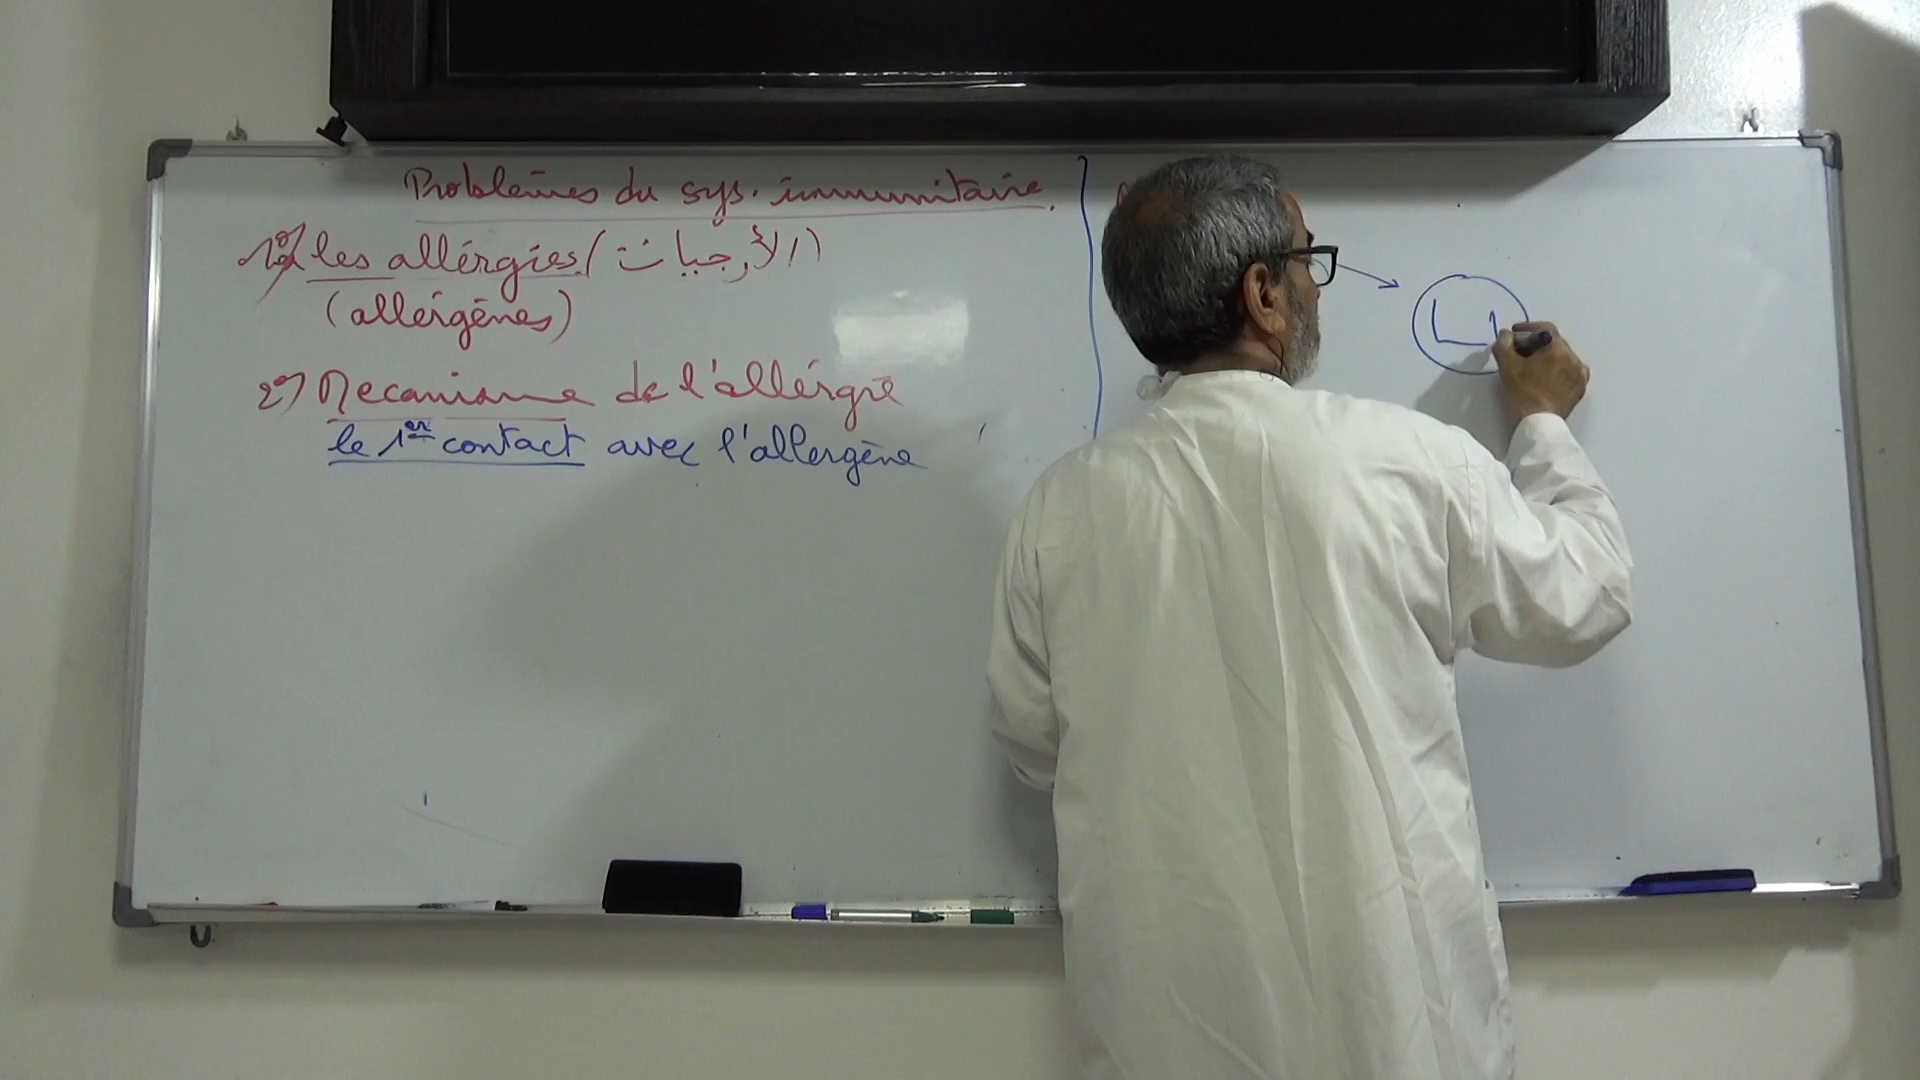 Problèmes du sys. immunitaire.
1°/ les allérgies (الأرجيات)
(allérgènes)
2°/ Mecanisme de l'allérgie
le 1er contact avec l'allergène
L